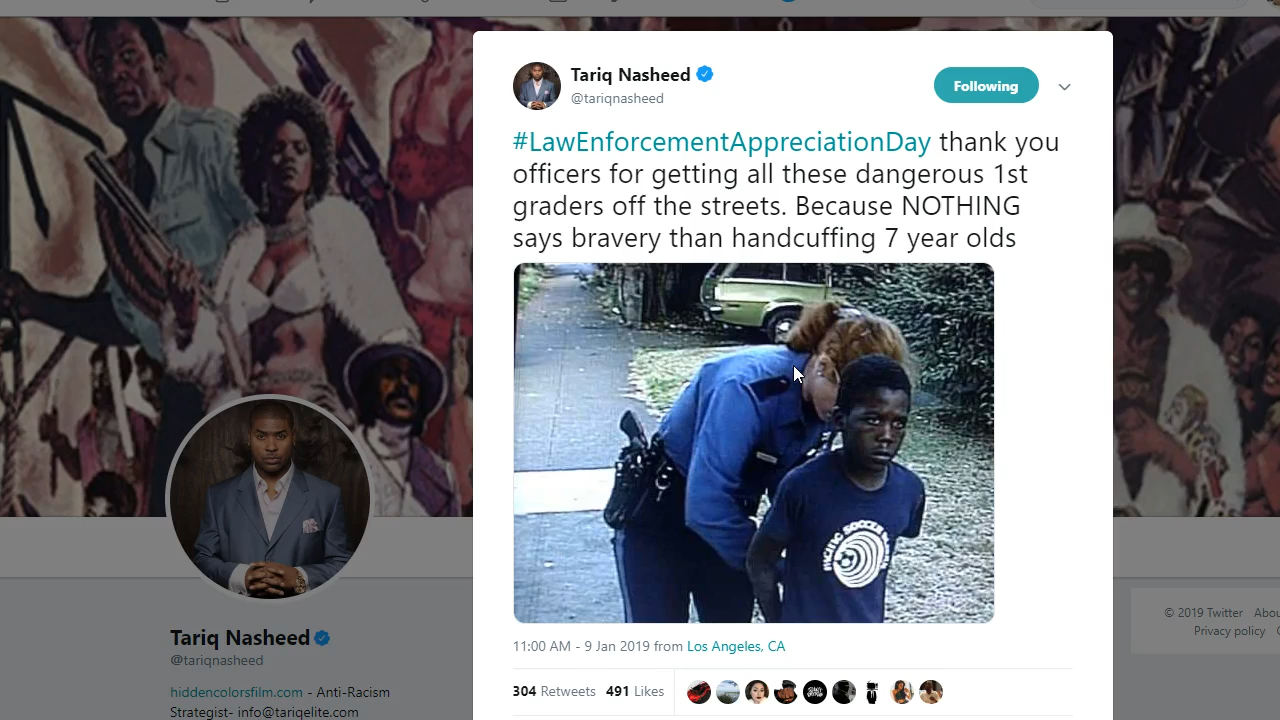 Tariq Nasheed
@tariqnasheed
Following
#LawEnforcementAppreciationDay thank you
officers for getting all these dangerous 1st
graders off the streets. Because NOTHING
says bravery than handcuffing 7 year olds
PACIFIC SOCCER
11:00 AM - 9 Jan 2019 from Los Angeles, CA
304 Retweets 491 Likes
Tariq Nasheed
@tariqnasheed
hiddencolorsfilm.com - Anti-Racism
Strategist- info@tariqelite.com
© 2019 Twitter
Privacy policy